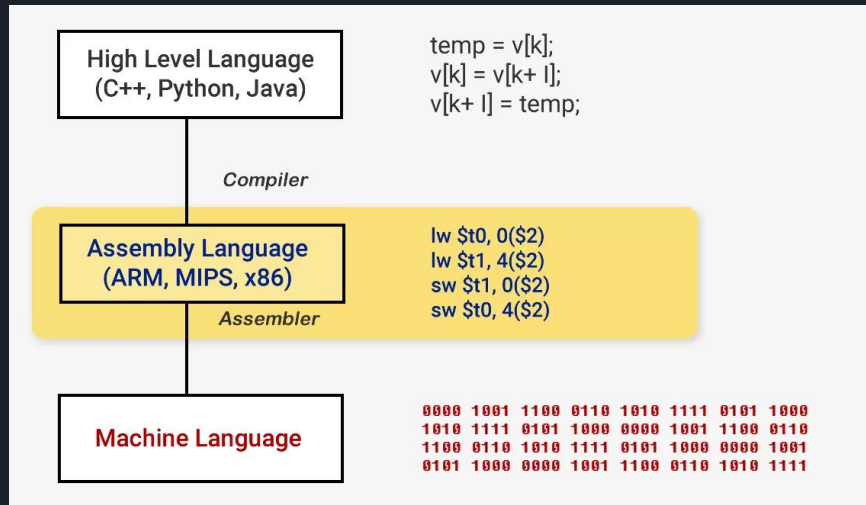 High Level Language
(C++, Python, Java)
temp = v[k];
v[k] = v[k+ I];
v[k+ I] = temp;
Compiler
Assembly Language
(ARM, MIPS, x86)
lw $t0, 0($2)
lw $t1, 4($2)
sw $t1, 0($2)
sw $t0, 4($2)
Assembler
Machine Language
0000 1001 1100 0110 1010 1111 0101 1000
1010 1111 0101 1000 0000 1001 1100 0110
1100 0110 1010 1111 0101 1000 0000 1001
0101 1000 0000 1001 1100 0110 1010 1111